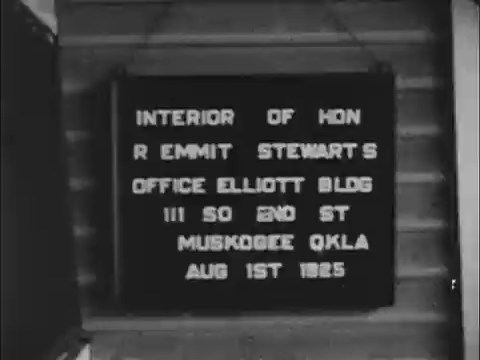 INTERIOR OF HON
R EMMIT STEWART S
OFFICE ELLIOTT BLDG
111 SO 2ND ST
MUSKOGEE OKLA
AUG 1ST 1925